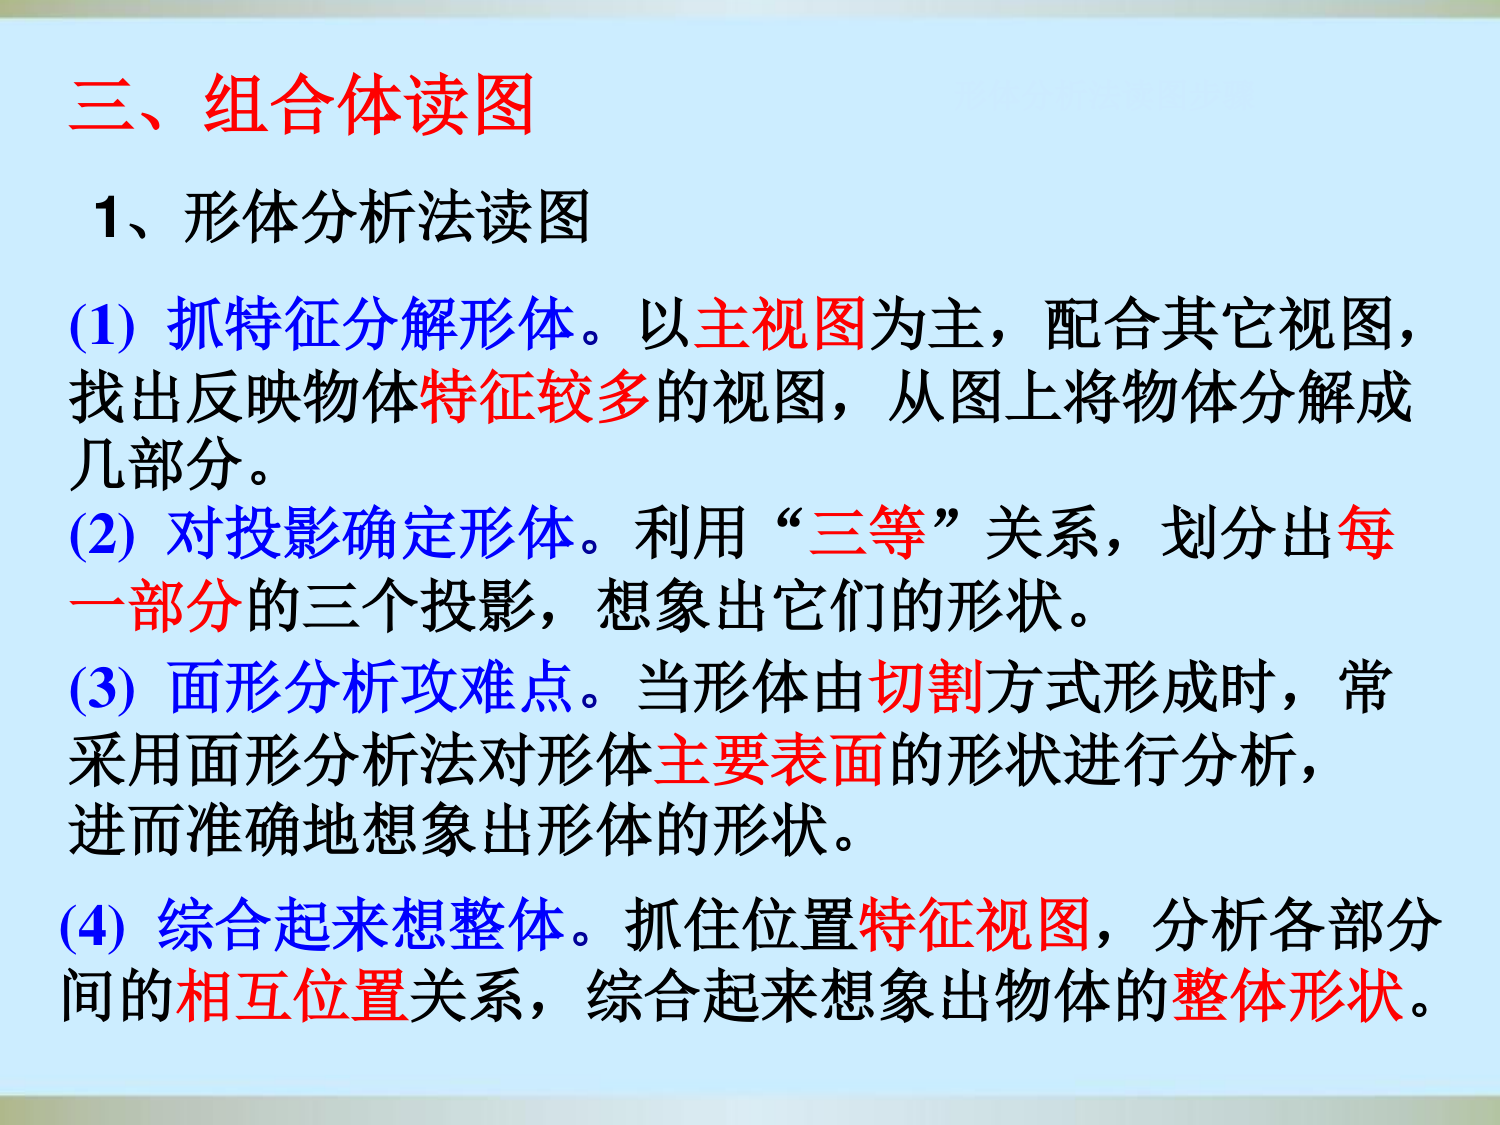 三、组合体读图
1、形体分析法读图
(1) 抓特征分解形体。以主视图为主，配合其它视图，
找出反映物体特征较多的视图，从图上将物体分解成
几部分。
(2) 对投影确定形体。利用“三等”关系，划分出每
一部分的三个投影，想象出它们的形状。
(3) 面形分析攻难点。当形体由切割方式形成时，常
采用面形分析法对形体主要表面的形状进行分析，
进而准确地想象出形体的形状。
(4) 综合起来想整体。抓住位置特征视图，分析各部分
间的相互位置关系，综合起来想象出物体的整体形状。